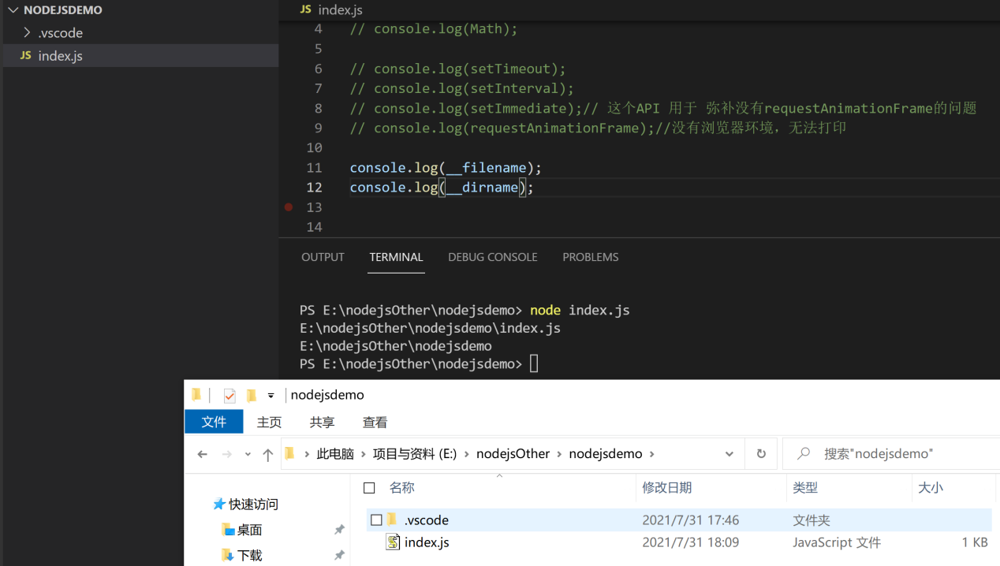 NODEJSDEMO
.vscode
JS index.js
JS index.js
4 // console.log(Math);
5
6 // console.log(setTimeout);
7 // console.log(setInterval);
8 // console.log(setImmediate);// 这个API 用于 弥补没有requestAnimationFrame的问题
9 // console.log(requestAnimationFrame);//没有浏览器环境，无法打印
10
11 console.log(__filename);
12 console.log(__dirname);
13
14
OUTPUT TERMINAL DEBUG CONSOLE PROBLEMS
PS E:\nodejsOther\nodejsdemo> node index.js
E:\nodejsOther\nodejsdemo\index.js
E:\nodejsOther\nodejsdemo
PS E:\nodejsOther\nodejsdemo>
nodejsdemo
文件 主页 共享 查看
此电脑 › 项目与资料 (E:) › nodejsOther › nodejsdemo › 搜索"nodejsdemo"
名称 修改日期 类型 大小
快速访问
桌面
下载
.vscode 2021/7/31 17:46 文件夹
index.js 2021/7/31 18:09 JavaScript 文件 1 KB